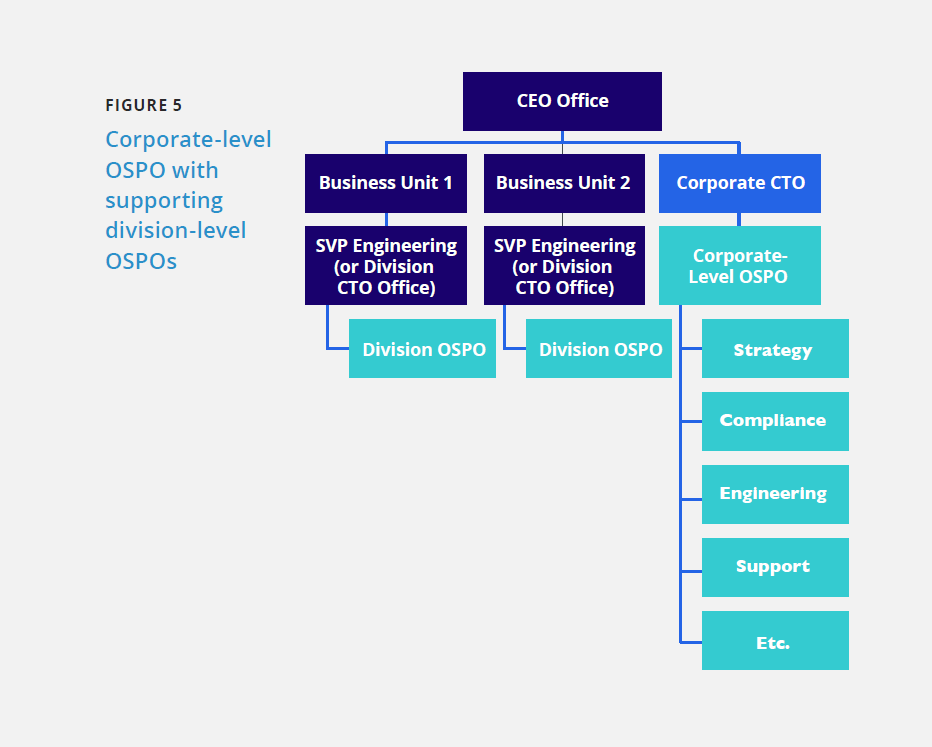 FIGURE 5
Corporate-level
OSPO with
supporting
division-level
OSPOs
CEO Office
Business Unit 1
Business Unit 2
Corporate CTO
SVP Engineering
(or Division
CTO Office)
SVP Engineering
(or Division
CTO Office)
Corporate-
Level OSPO
Division OSPO
Division OSPO
Strategy
Compliance
Engineering
Support
Etc.